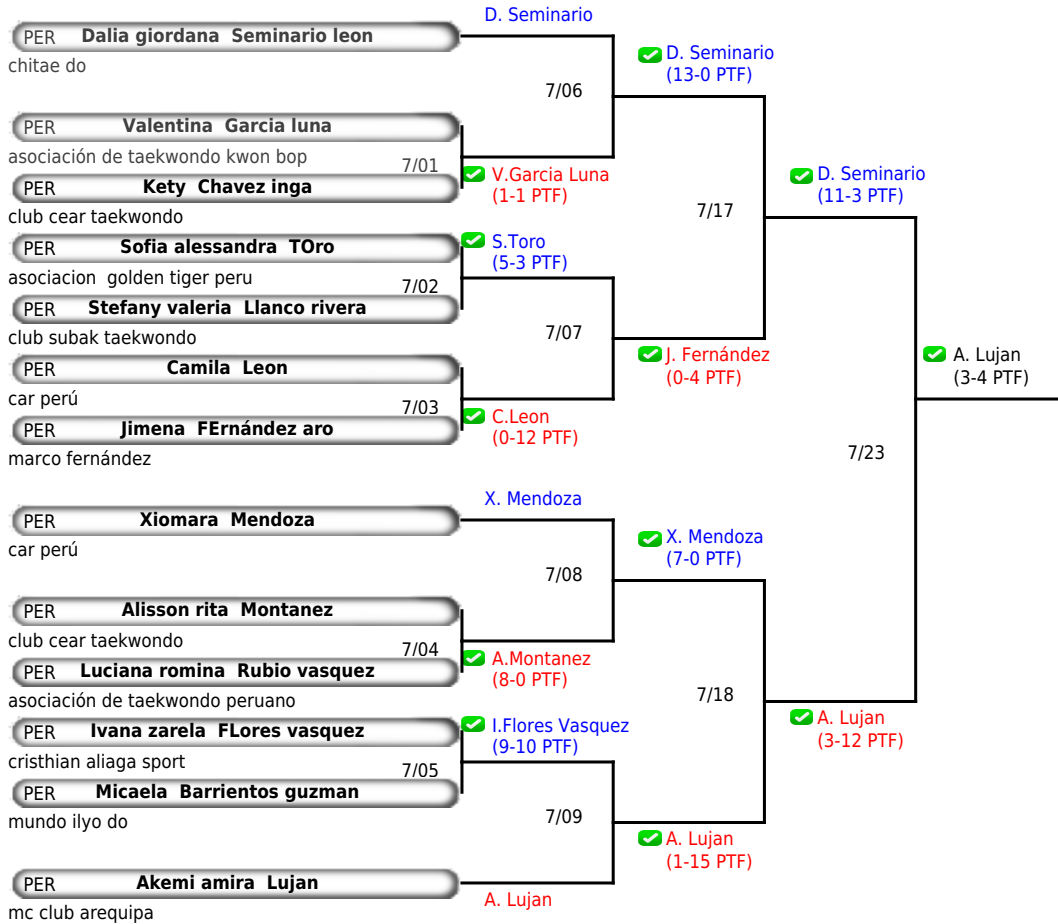 D. Seminario
PER Dalia giordana Seminario leon
chitae do
D. Seminario
(13-0 PTF)
7/06
PER Valentina Garcia luna
asociación de taekwondo kwon bop
7/01
V.Garcia Luna
(1-1 PTF)
PER Kety Chavez inga
club cear taekwondo
D. Seminario
(11-3 PTF)
7/17
PER Sofia alessandra TOro
asociacion golden tiger peru
S.Toro
(5-3 PTF)
7/02
PER Stefany valeria Llanco rivera
club subak taekwondo
7/07
J. Fernández
(0-4 PTF)
PER Camila Leon
car perú
7/03
C.Leon
(0-12 PTF)
PER Jimena FErnández aro
marco fernández
A. Lujan
(3-4 PTF)
7/23
X. Mendoza
PER Xiomara Mendoza
car perú
X. Mendoza
(7-0 PTF)
7/08
PER Alisson rita Montanez
club cear taekwondo
7/04
A.Montanez
(8-0 PTF)
PER Luciana romina Rubio vasquez
asociación de taekwondo peruano
7/18
A. Lujan
(3-12 PTF)
PER Ivana zarela FLores vasquez
cristhian aliaga sport
I.Flores Vasquez
(9-10 PTF)
7/05
PER Micaela Barrientos guzman
mundo ilyo do
7/09
A. Lujan
(1-15 PTF)
PER Akemi amira Lujan
mc club arequipa
A. Lujan